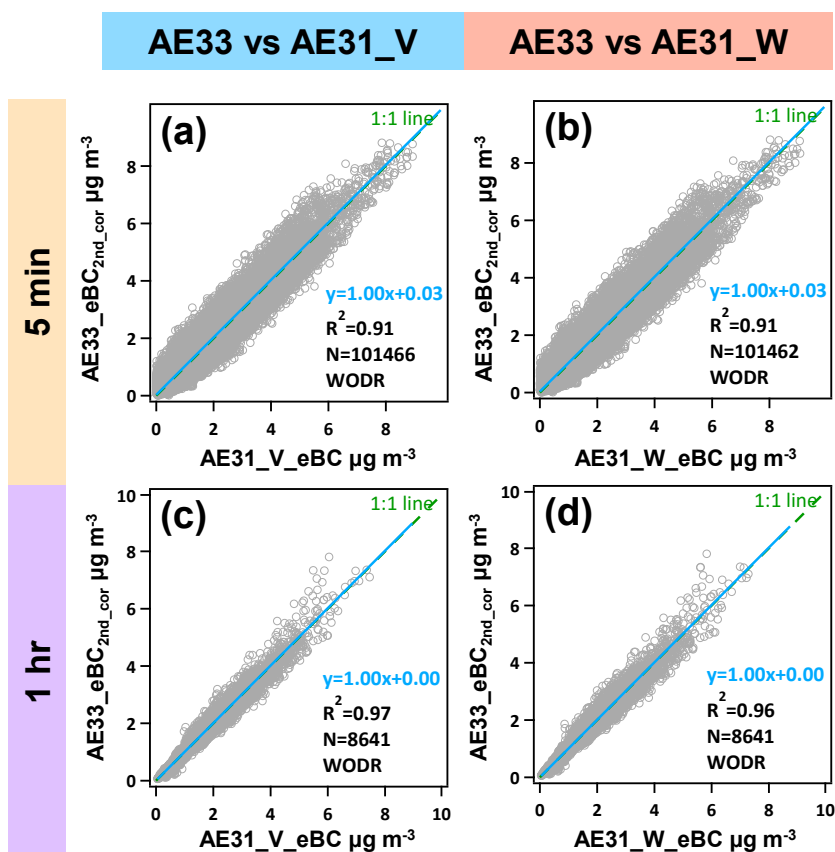 AE33 vs AE31_V
AE33 vs AE31_W
5 min
(a)
1:1 line
8
6
4
2
0
AE33_eBC2nd_cor µg m-3
y=1.00x+0.03
R2=0.91
N=101466
WODR
0 2 4 6 8
AE31_V_eBC µg m-3
(b)
1:1 line
8
6
4
2
0
AE33_eBC2nd_cor µg m-3
y=1.00x+0.03
R2=0.91
N=101462
WODR
0 2 4 6 8
AE31_W_eBC µg m-3
1 hr
(c)
1:1 line
10
8
6
4
2
0
AE33_eBC2nd_cor µg m-3
y=1.00x+0.00
R2=0.97
N=8641
WODR
0 2 4 6 8 10
AE31_V_eBC µg m-3
(d)
1:1 line
10
8
6
4
2
0
AE33_eBC2nd_cor µg m-3
y=1.00x+0.00
R2=0.96
N=8641
WODR
0 2 4 6 8 10
AE31_W_eBC µg m-3